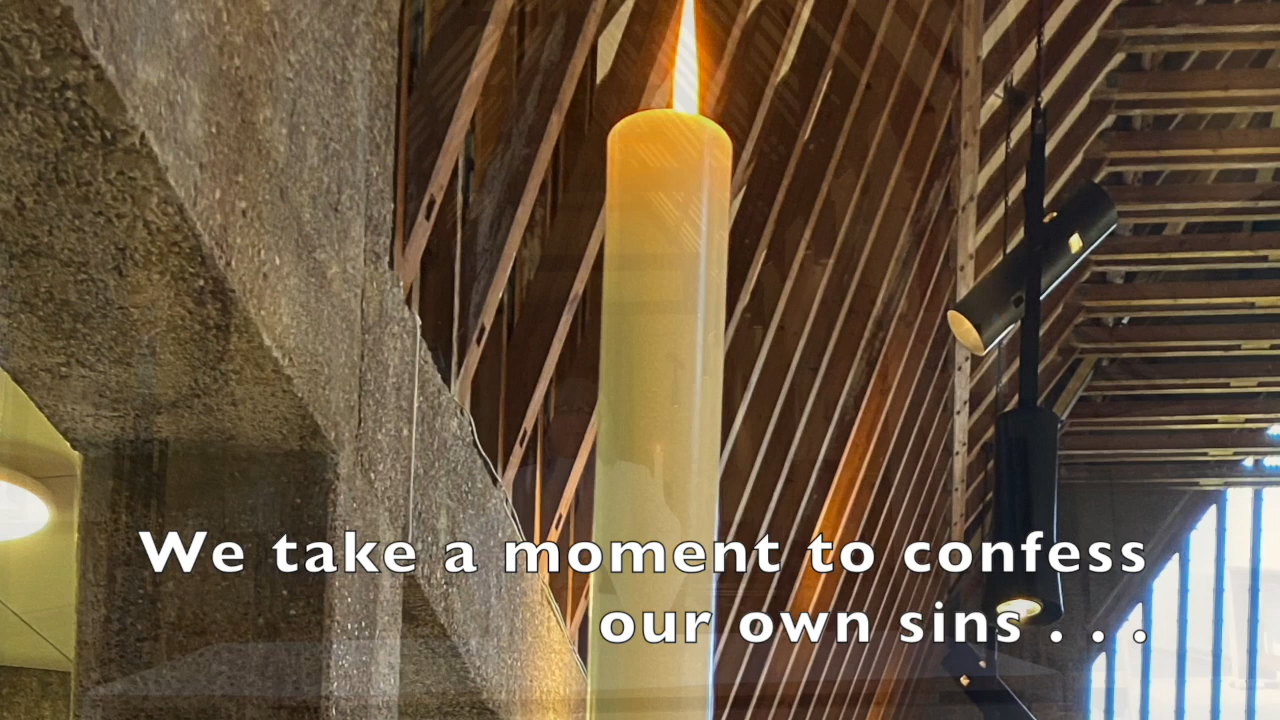 We take a moment to confess
our own sins . . .